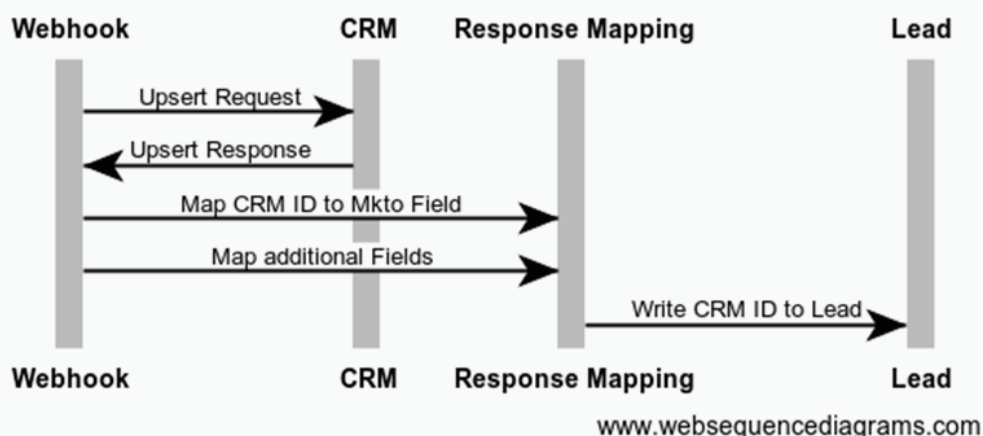 Webhook CRM Response Mapping Lead
Upsert Request
Upsert Response
Map CRM ID to Mkto Field
Map additional Fields
Write CRM ID to Lead
Webhook CRM Response Mapping Lead
www.websequencediagrams.com